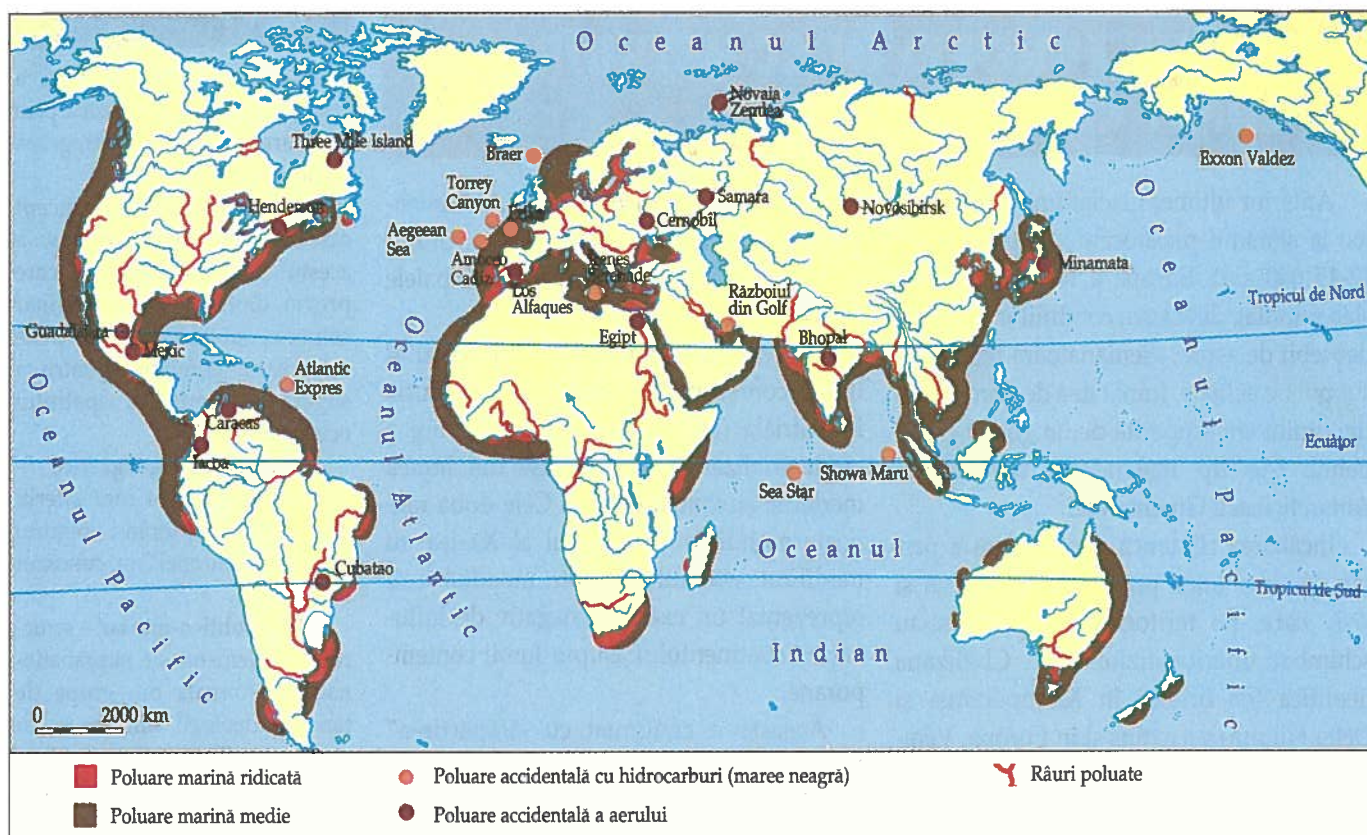 Oceanul Arctic
Novaia
Zemlea
Three Mile Island
Braer
Exxon Valdez
Torrey
Canyon
Henderson
Aegeean
Sea
Amoco
Cadiz
Los
Alfaques
Samara
Cernobîl
Novosibirsk
Irenes
Războiul
din Golf
Minamata
Oceanul Pacific
Tropicul de Nord
Guadalajara
Mexic
Egipt
Bhopal
Atlantic
Expres
Caracas
Oceanul Atlantic
Oceanul Pacific
Ecuator
Showa Maru
Sea Star
Cubatao
Oceanul
Indian
Tropicul de Sud
0 2000 km
Poluare marină ridicată
Poluare accidentală cu hidrocarburi (maree neagră)
Râuri poluate
Poluare marină medie
Poluare accidentală a aerului